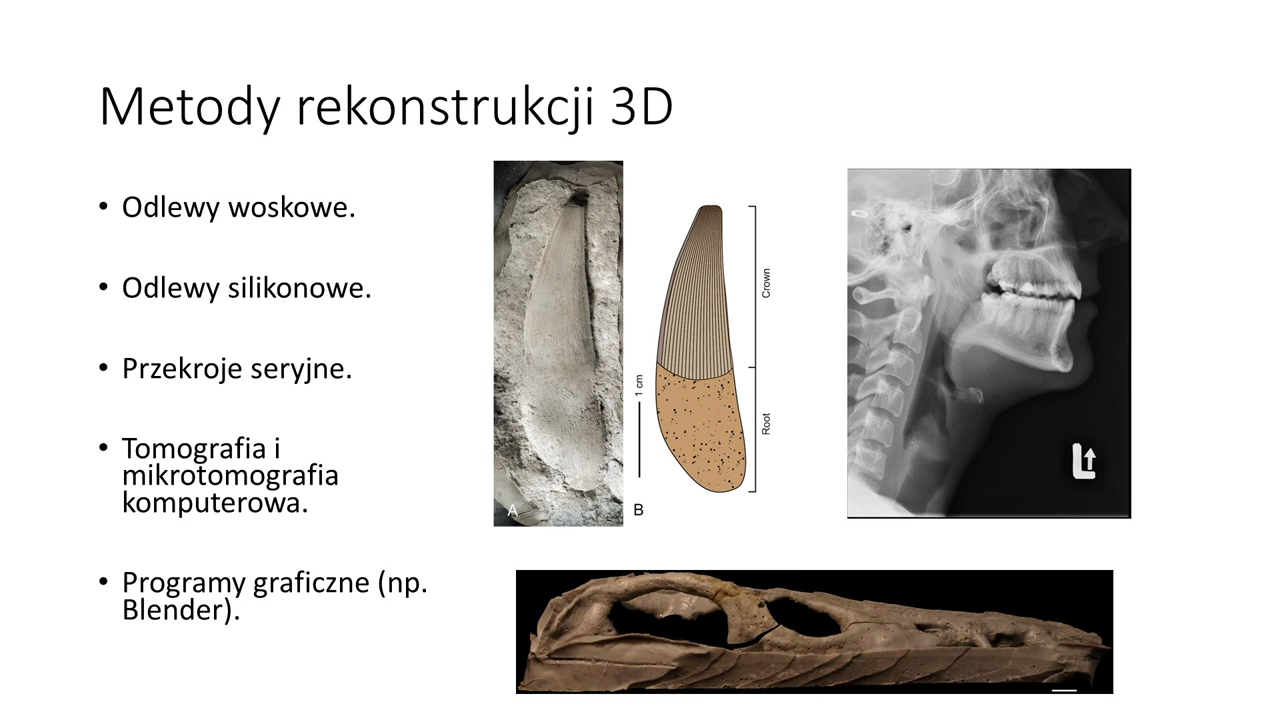 Metody rekonstrukcji 3D
• Odlewy woskowe.
• Odlewy silikonowe.
• Przekroje seryjne.
• Tomografia i
mikrotomografia
komputerowa.
• Programy graficzne (np.
Blender).
A
B
1 cm
Crown
Root
L